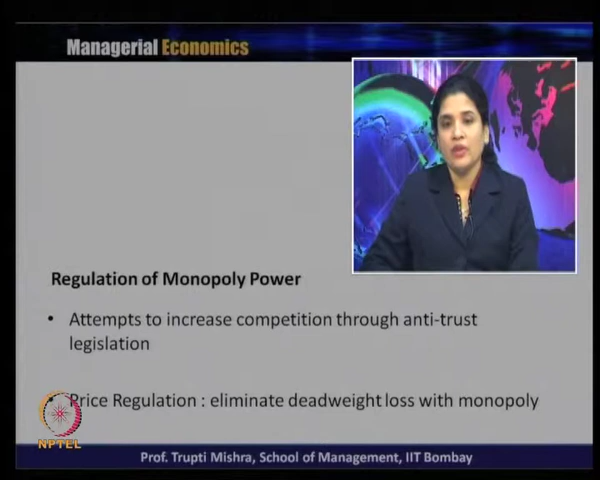 Managerial Economics
Regulation of Monopoly Power
• Attempts to increase competition through anti-trust
legislation
• Price Regulation : eliminate deadweight loss with monopoly
NPTEL
Prof. Trupti Mishra, School of Management, IIT Bombay